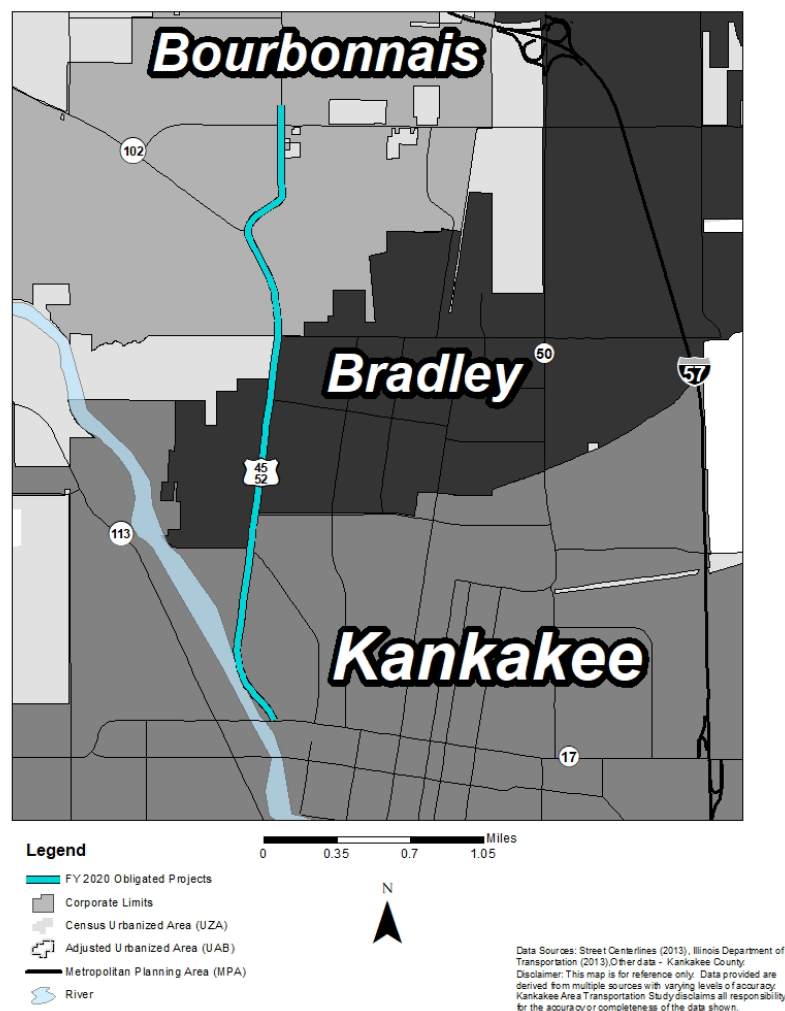 Bourbonnais
102
50
Bradley
57
45
52
113
Kankakee
17
Legend
FY 2020 Obligated Projects
Corporate Limits
Census Urbanized Area (UZA)
Adjusted Urbanized Area (UAB)
Metropolitan Planning Area (MPA)
River
Miles
0 0.35 0.7 1.05
N
Data Sources: Street Centerlines (2013), Illinois Department of
Transportation (2013),Other data - Kankakee County.
Disclaimer: This map is for reference only. Data provided are
derived from multiple sources with varying levels of accuracy.
Kankakee Area Transportation Study disclaims all responsibility
for the accuracy or completeness of the data shown.